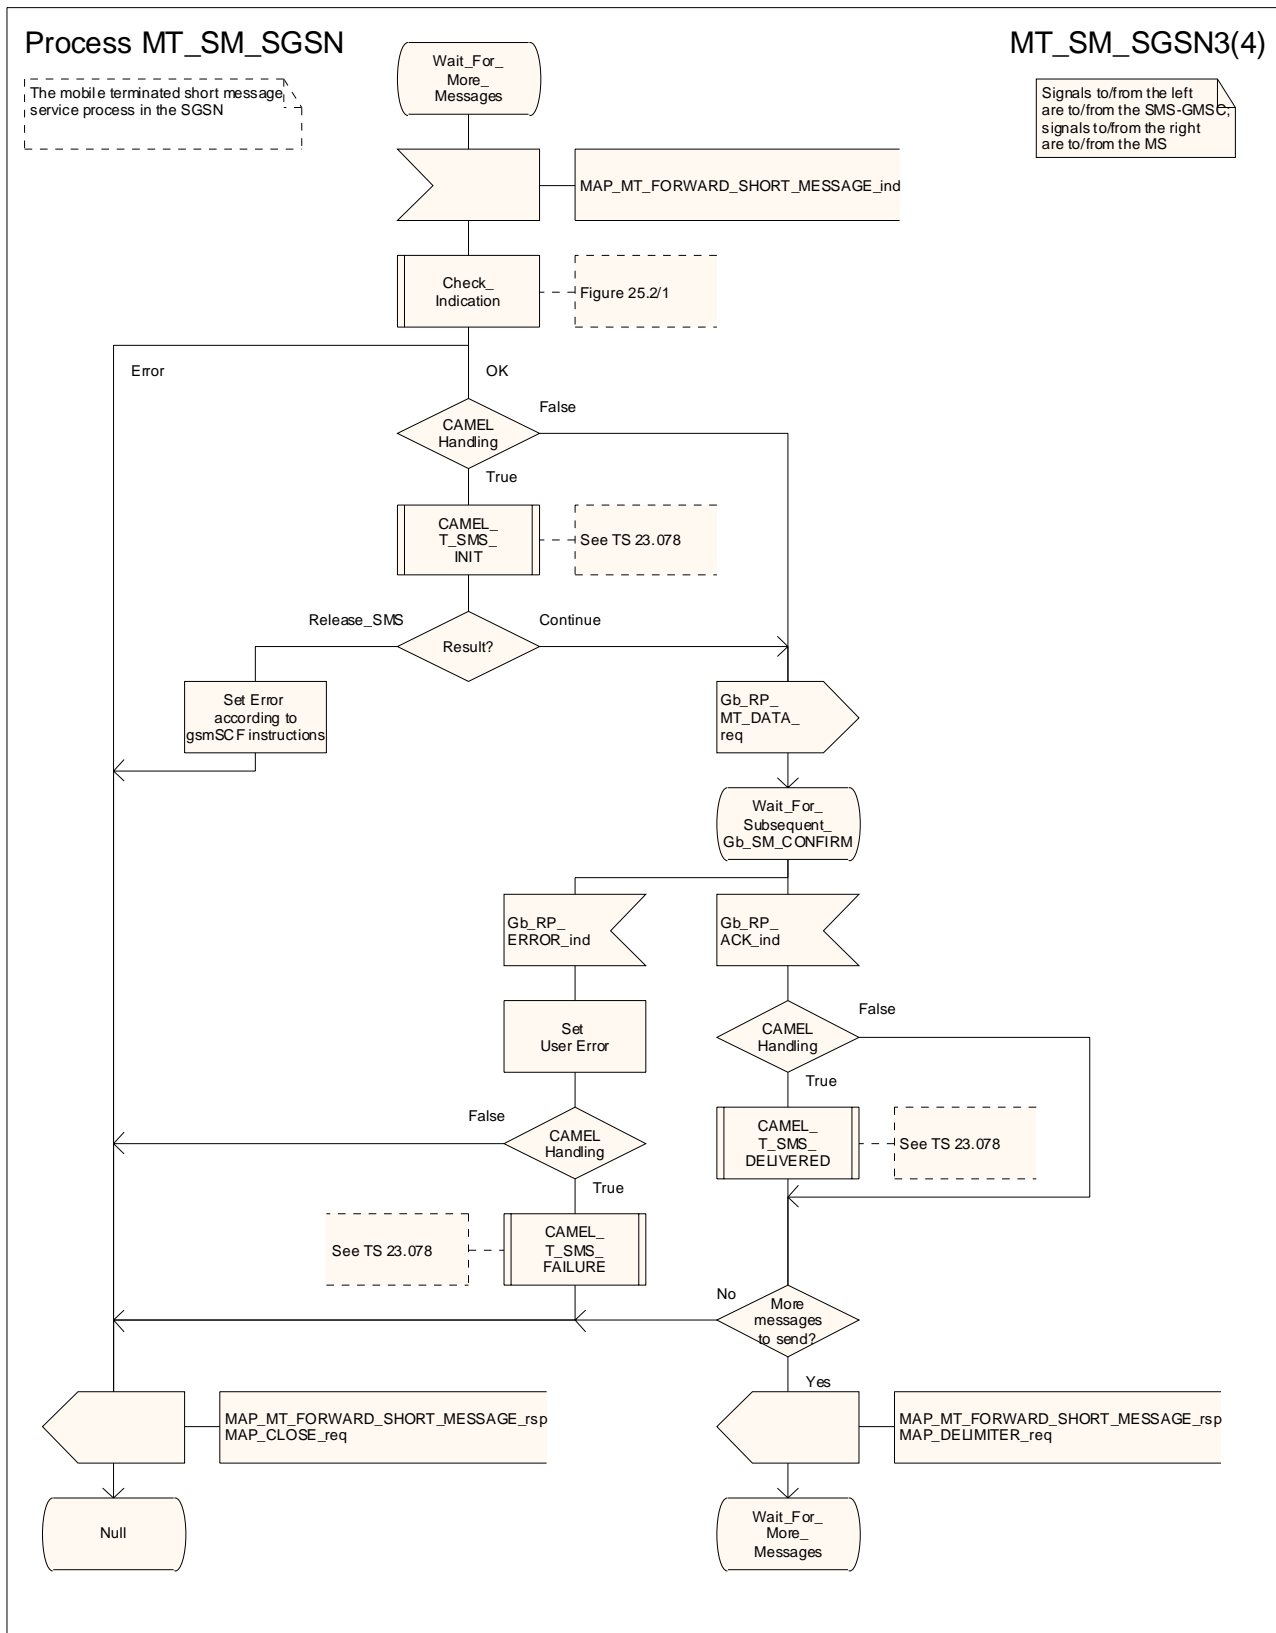 Process MT_SM_SGSN
MT_SM_SGSN3(4)
The mobile terminated short message
service process in the SGSN
Signals to/from the left
are to/from the SMS-GMSC;
signals to/from the right
are to/from the MS
Wait_For_
More_
Messages
MAP_MT_FORWARD_SHORT_MESSAGE_ind
Check_
Indication
Figure 25.2/1
Error
OK
CAMEL
Handling
False
True
CAMEL_
T_SMS_
INIT
See TS 23.078
Release_SMS
Result?
Continue
Set Error
according to
gsmSCF instructions
Gb_RP_
MT_DATA_
req
Wait_For_
Subsequent_
Gb_SM_CONFIRM
Gb_RP_
ERROR_ind
Gb_RP_
ACK_ind
Set
User Error
CAMEL
Handling
False
True
False
CAMEL
Handling
True
CAMEL_
T_SMS_
DELIVERED
See TS 23.078
See TS 23.078
CAMEL_
T_SMS_
FAILURE
No
More
messages
to send?
Yes
MAP_MT_FORWARD_SHORT_MESSAGE_rsp
MAP_CLOSE_req
MAP_MT_FORWARD_SHORT_MESSAGE_rsp
MAP_DELIMITER_req
Null
Wait_For_
More_
Messages